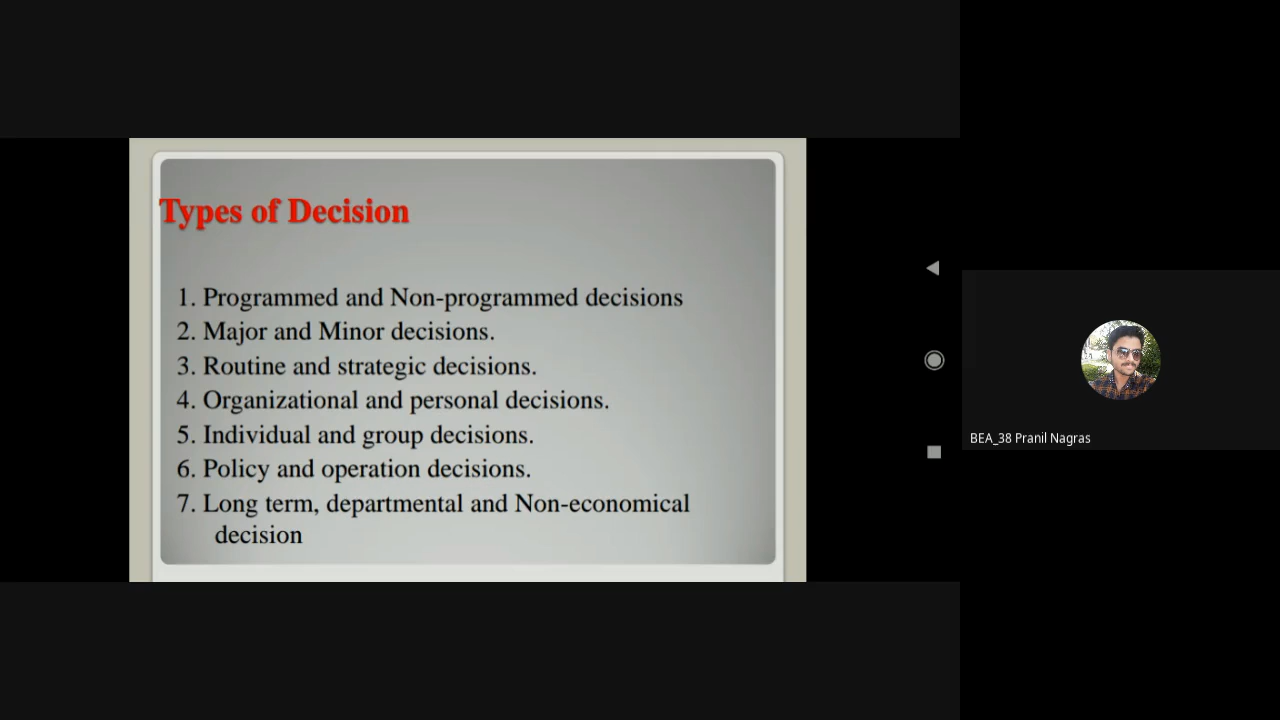 Types of Decision
1. Programmed and Non-programmed decisions
2. Major and Minor decisions.
3. Routine and strategic decisions.
4. Organizational and personal decisions.
5. Individual and group decisions.
6. Policy and operation decisions.
7. Long term, departmental and Non-economical
decision
BEA_38 Pranil Nagras